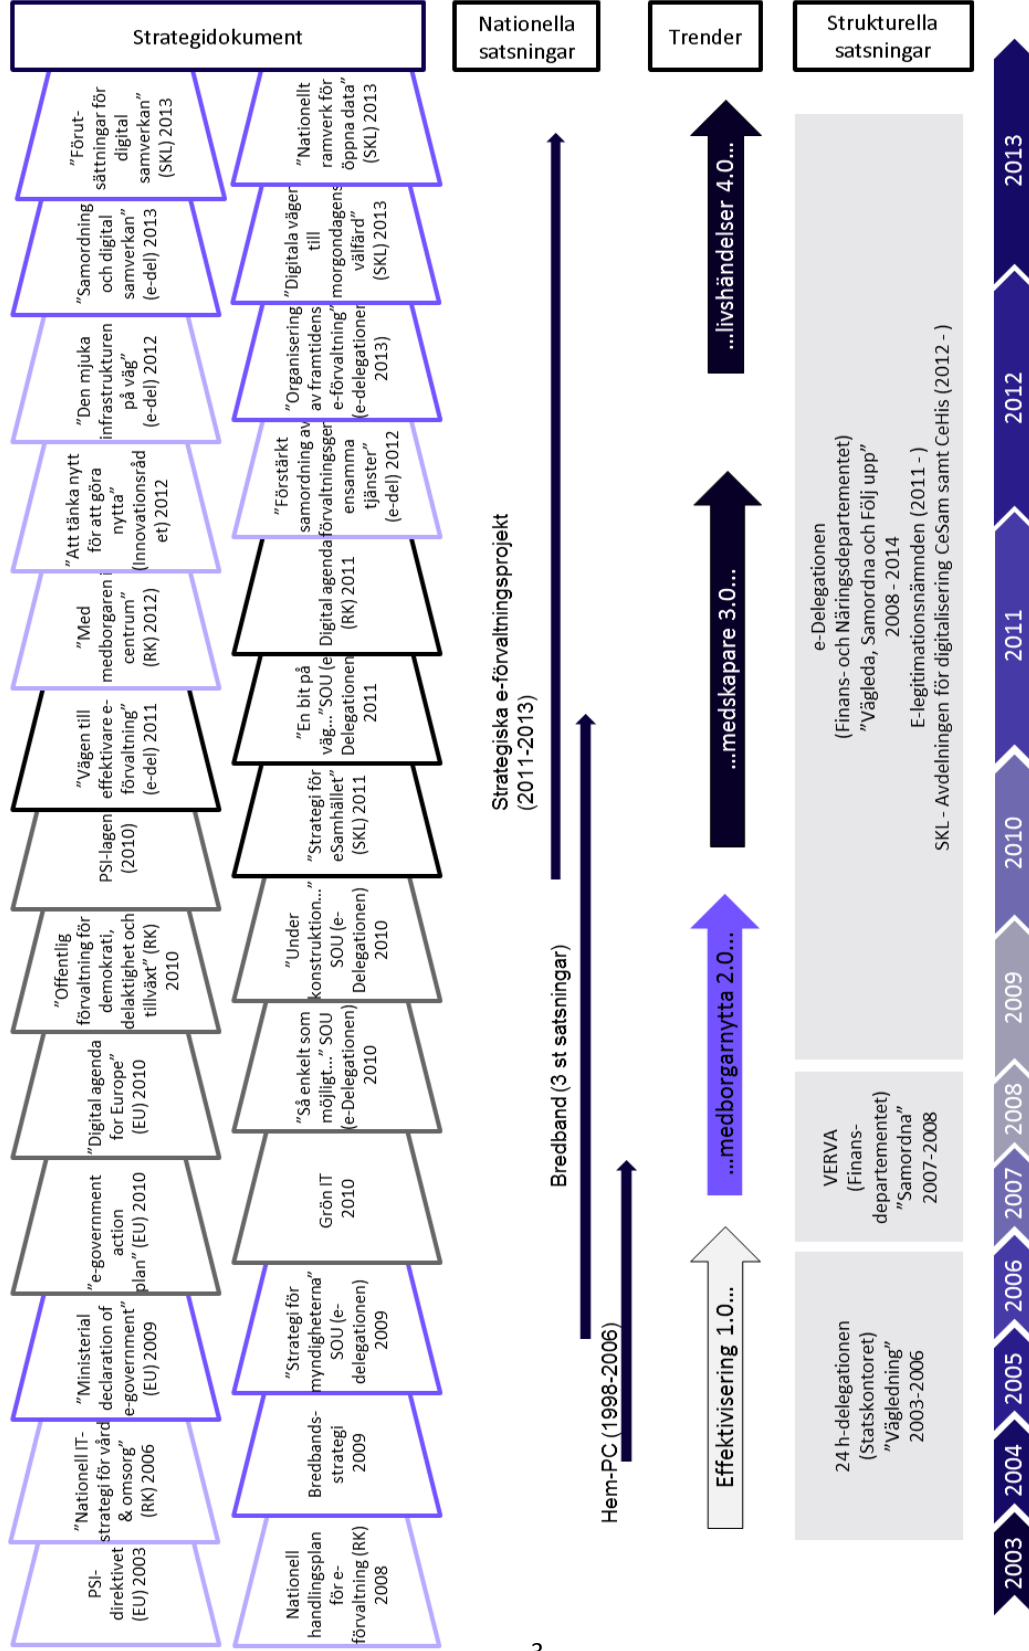 Strategidokument
Nationella
satsningar
Trender
Strukturella
satsningar
”Förut-
sättningar för
digital
samverkan”
(SKL) 2013
”Samordning
och digital
samverkan”
(e-del) 2013
”Den mjuka
infrastrukturen
på väg”
(e-del) 2012
”Att tänka nytt
för att göra
nytta”
(Innovationsråd
et) 2012
”Med
medborgaren i
centrum”
(RK) 2012)
”Vägen till
effektivare e-
förvaltning”
(e-del) 2011
PSI-lagen
(2010)
”Offentlig
förvaltning för
demokrati,
delaktighet och
tillväxt” (RK)
2010
”Digital agenda
for Europe”
(EU) 2010
”e-government
action
plan” (EU) 2010
”Ministerial
declaration of
e-government”
(EU) 2009
”Nationell IT-
strategi för vård
& omsorg”
(RK) 2006
PSI-
direktivet
(EU) 2003
”Nationellt
ramverk för
öppna data”
(SKL) 2013
”Digitala vägen
till
morgondagens
välfärd”
(SKL) 2013
”Organisering
av framtidens
e-förvaltning”
(e-delegationen
2013)
”Förstärkt
samordning av
förvaltningsgem
ensamma
tjänster”
(e-del) 2012
Digital agenda
(RK) 2011
”En bit på
väg...”SOU (e
Delegationen
2011
”Strategi för
eSamhället”
(SKL) 2011
”Under
konstruktion...”
SOU (e-
Delegationen)
2010
”Så enkelt som
möjligt...” SOU
(e-Delegationen)
2010
Grön IT
2010
”Strategi för
myndigheterna”
SOU (e-
delegationen)
2009
Bredbands-
strategi
2009
Nationell
handlingsplan
för e-
förvaltning (RK)
2008
Strategiska e-förvaltningsprojekt
(2011-2013)
Bredband (3 st satsningar)
Hem-PC (1998-2006)
...livshändelser 4.0...
...medskapare 3.0...
...medborgarnytta 2.0...
Effektivisering 1.0...
e-Delegationen
(Finans- och Näringsdepartementet)
”Vägleda, Samordna och Följ upp”
2008 - 2014
E-legitimationsnämnden (2011 - )
SKL - Avdelningen för digitalisering CeSam samt CeHis (2012 - )
VERVA
(Finans-
departementet)
”Samordna”
2007-2008
24 h-delegationen
(Statskontoret)
”Vägledning”
2003-2006
2013
2012
2011
2010
2009
2008
2007
2006
2005
2004
2003